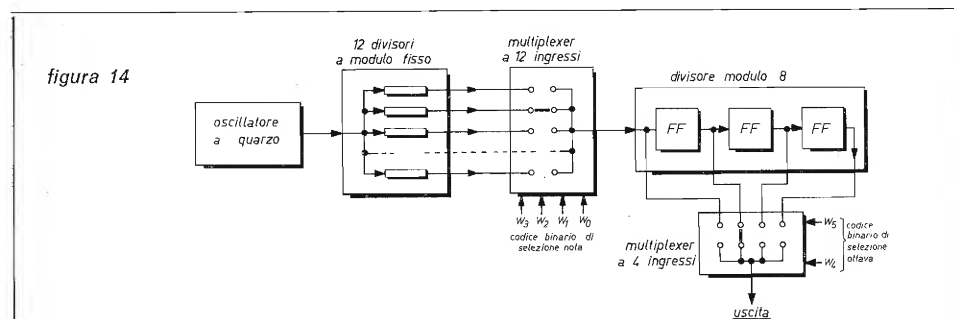 figura 14
oscillatore
a quarzo
12 divisori
a modulo fisso
multiplexer
a 12 ingressi
W3 W2 W1 W0
codice binario di
selezione nota
divisore modulo 8
FF FF FF
multiplexer
a 4 ingressi
W5
W4
codice
binario di
selezione
ottava
uscita